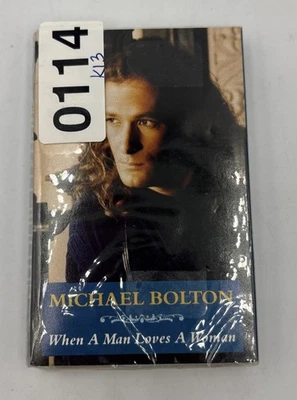 0114
K13
MICHAEL BOLTON
When A Man Loves A Woman